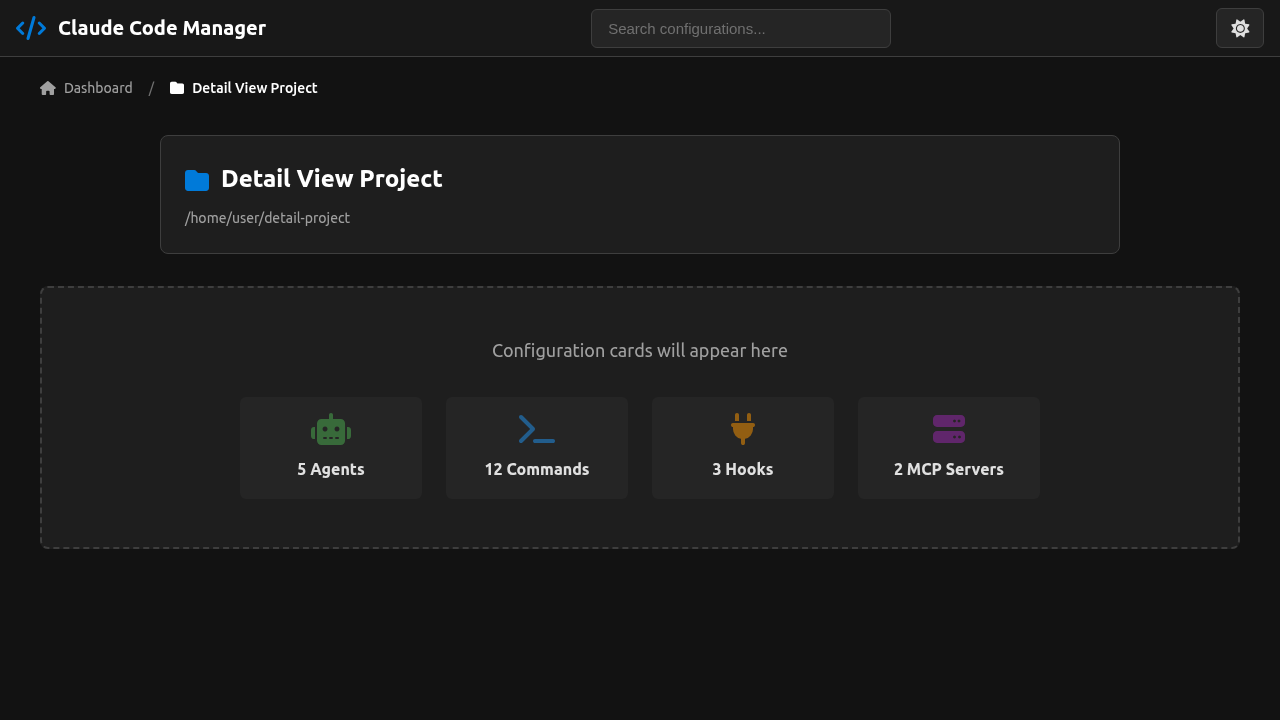 Claude Code Manager
Search configurations...
Dashboard / Detail View Project
Detail View Project
/home/user/detail-project
Configuration cards will appear here
5 Agents
12 Commands
3 Hooks
2 MCP Servers